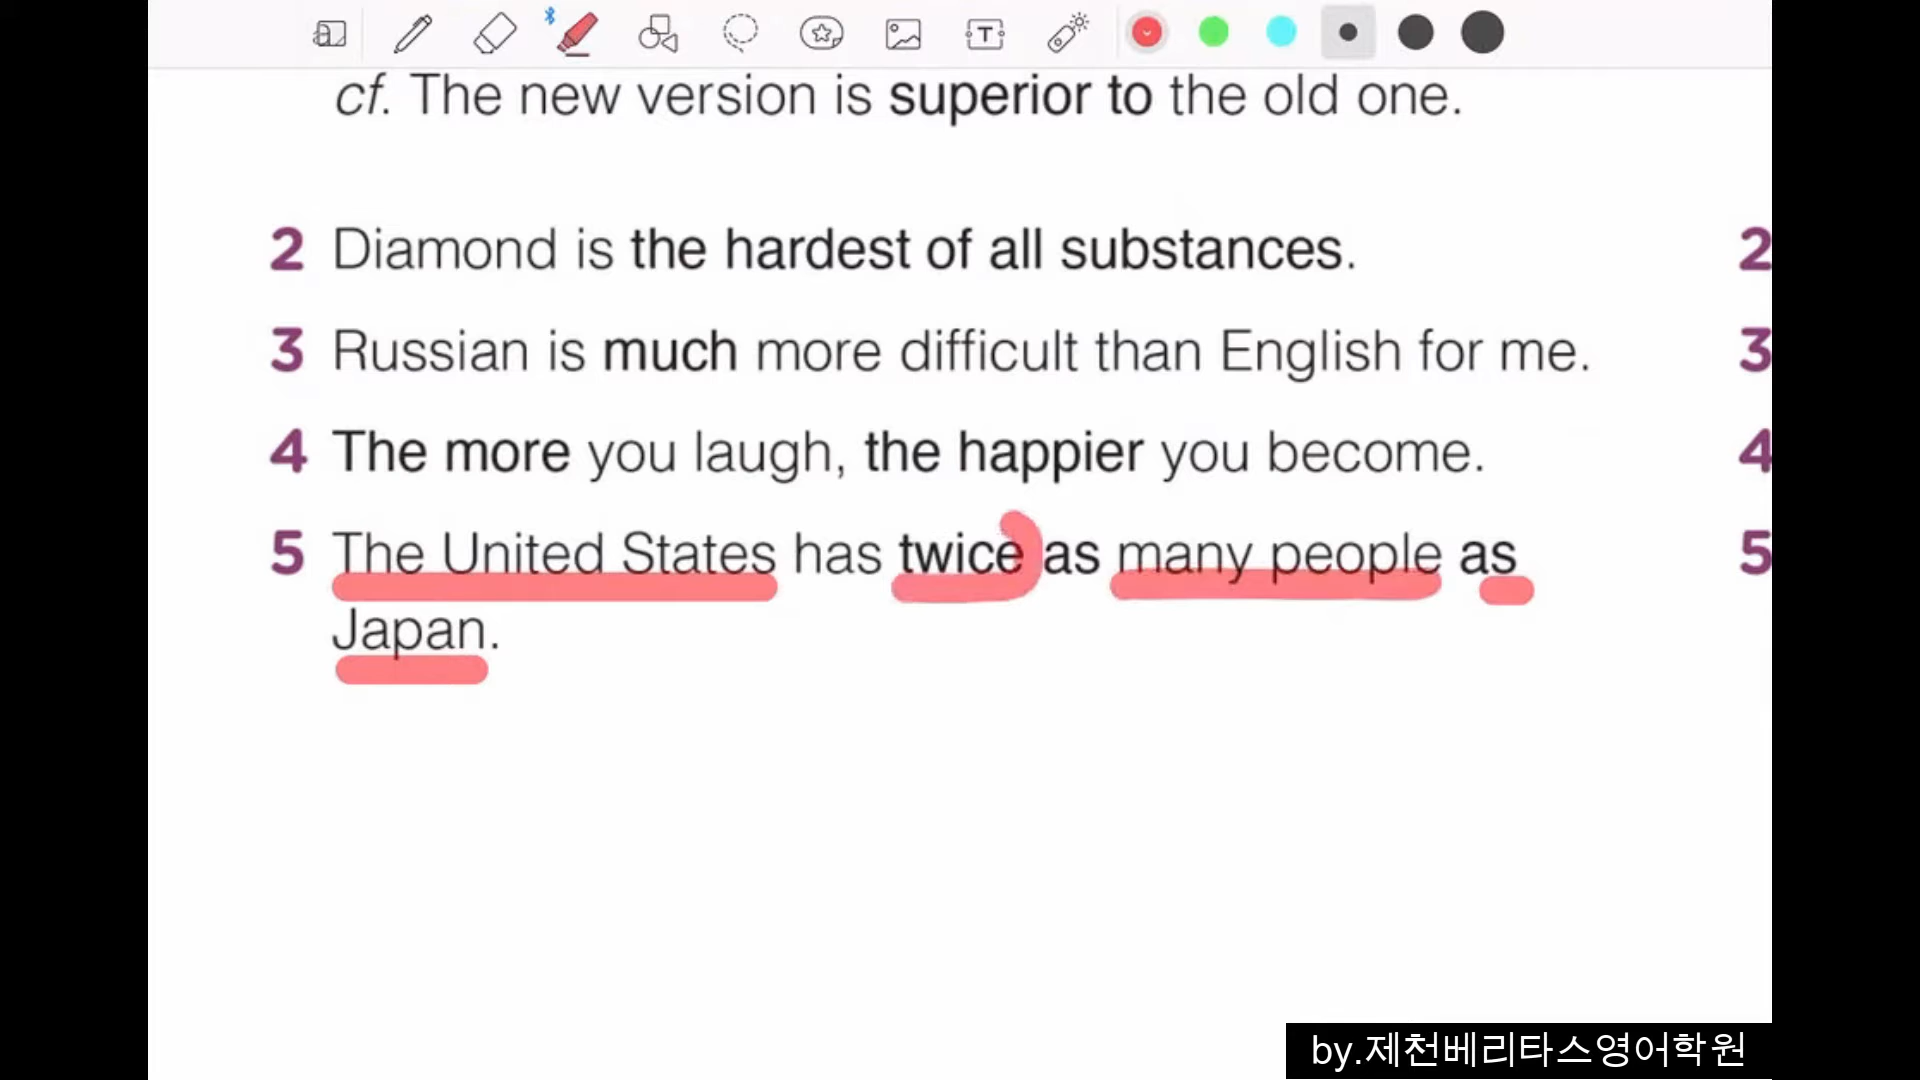 cf. The new version is superior to the old one.
2 Diamond is the hardest of all substances. 2
3 Russian is much more difficult than English for me. 3
4 The more you laugh, the happier you become. 4
5 The United States has twice as many people as 5
Japan.
by.제천베리타스영어학원